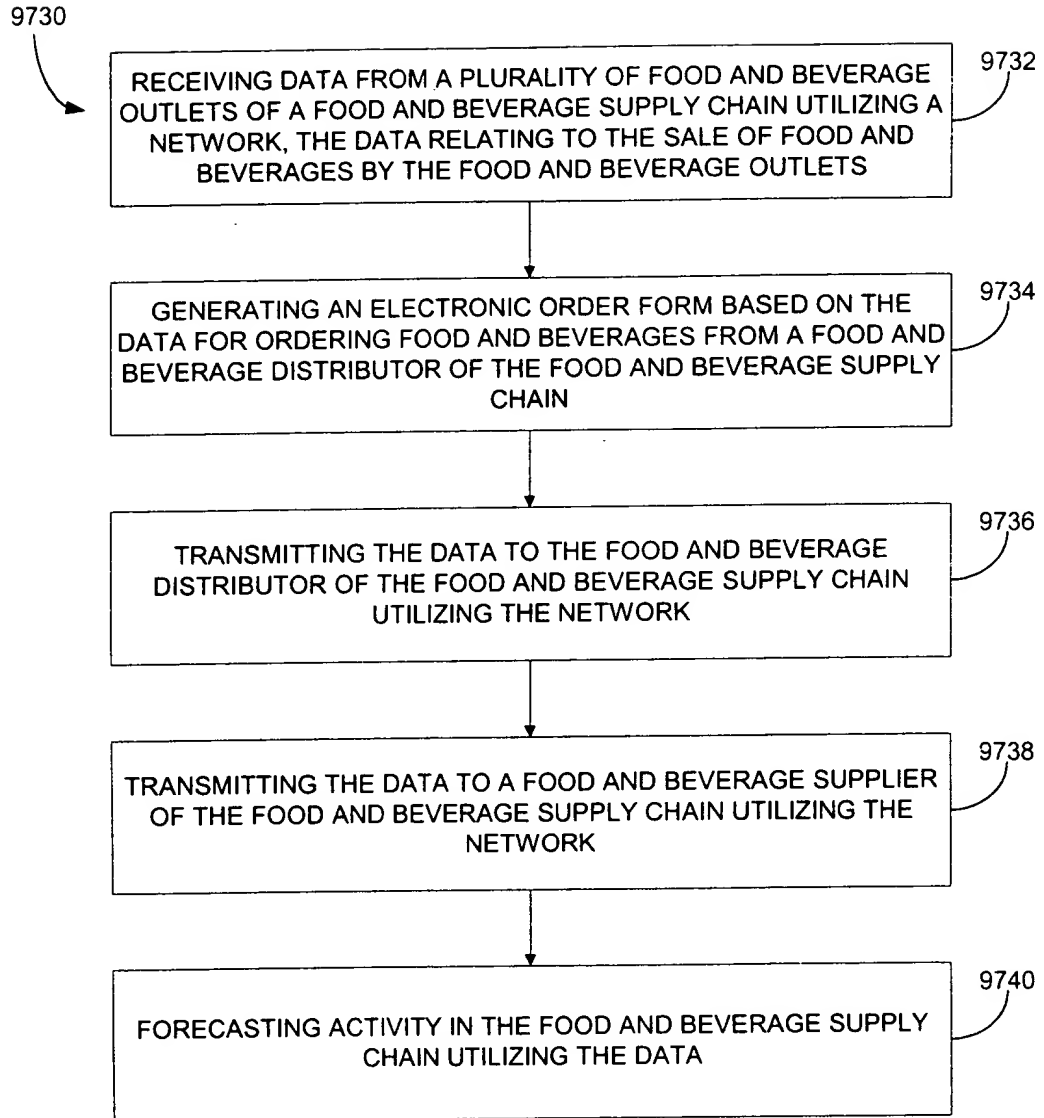 9730
RECEIVING DATA FROM A PLURALITY OF FOOD AND BEVERAGE
OUTLETS OF A FOOD AND BEVERAGE SUPPLY CHAIN UTILIZING A
NETWORK, THE DATA RELATING TO THE SALE OF FOOD AND
BEVERAGES BY THE FOOD AND BEVERAGE OUTLETS
9732
GENERATING AN ELECTRONIC ORDER FORM BASED ON THE
DATA FOR ORDERING FOOD AND BEVERAGES FROM A FOOD AND
BEVERAGE DISTRIBUTOR OF THE FOOD AND BEVERAGE SUPPLY
CHAIN
9734
TRANSMITTING THE DATA TO THE FOOD AND BEVERAGE
DISTRIBUTOR OF THE FOOD AND BEVERAGE SUPPLY CHAIN
UTILIZING THE NETWORK
9736
TRANSMITTING THE DATA TO A FOOD AND BEVERAGE SUPPLIER
OF THE FOOD AND BEVERAGE SUPPLY CHAIN UTILIZING THE
NETWORK
9738
FORECASTING ACTIVITY IN THE FOOD AND BEVERAGE SUPPLY
CHAIN UTILIZING THE DATA
9740